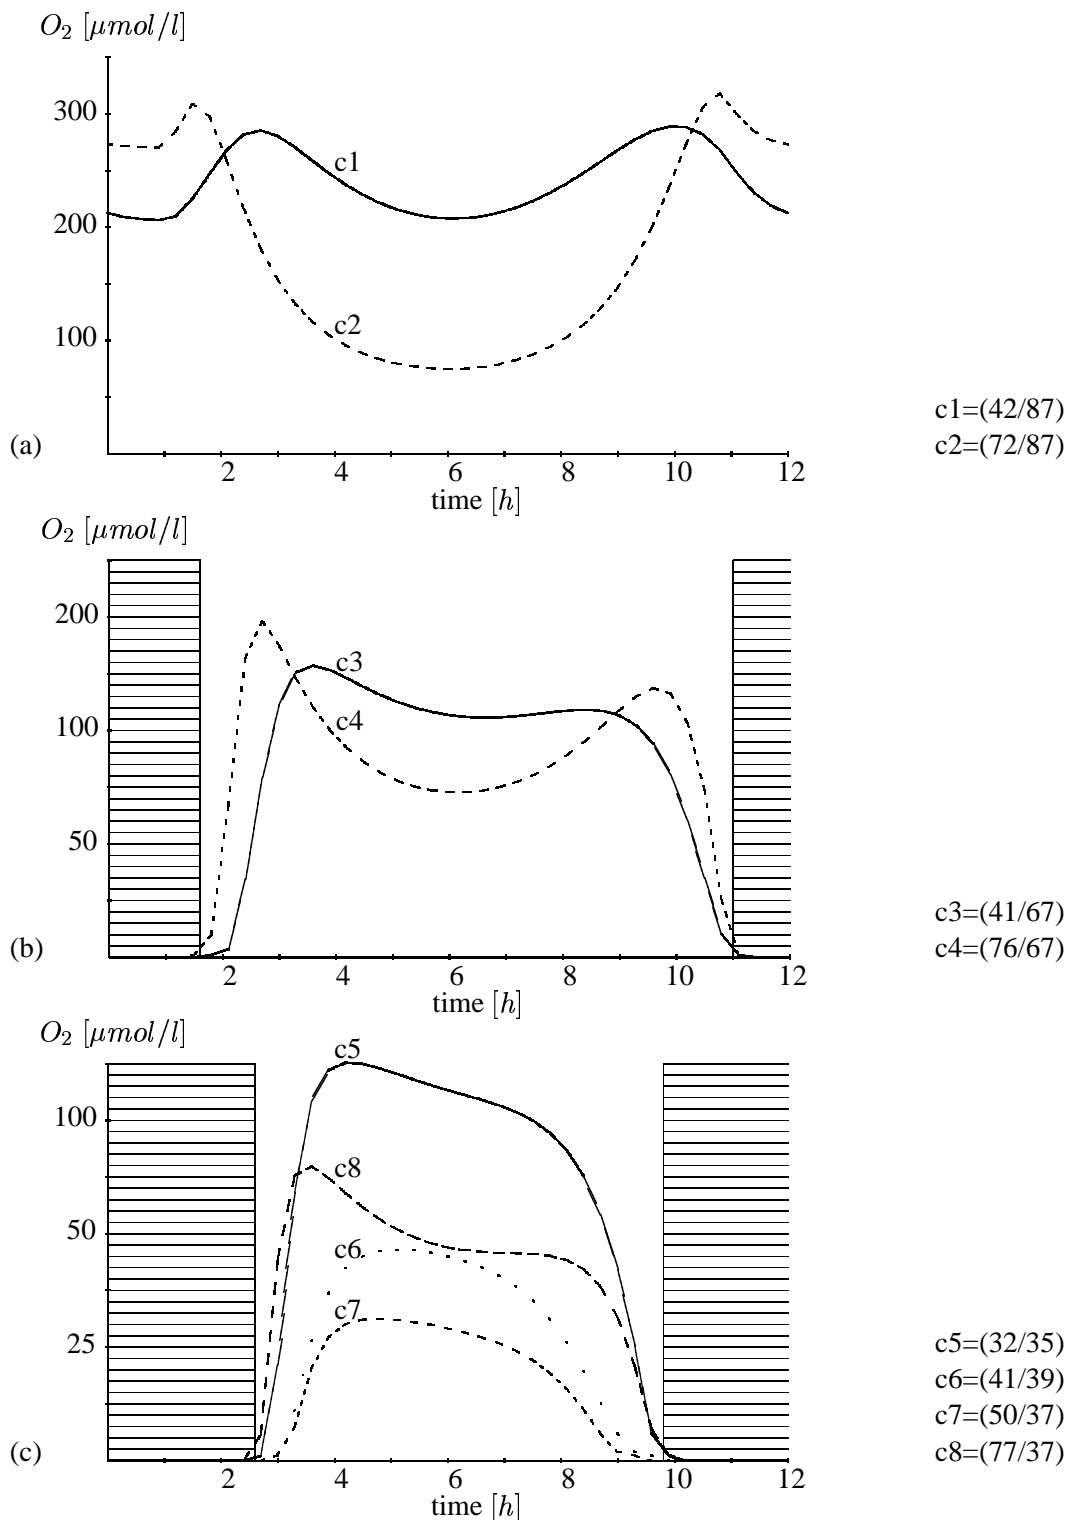 O₂ [μmol/l]
300
200
100
c1
c2
(a)
2 4 6 8 10 12
time [h]
c1=(42/87)
c2=(72/87)
O₂ [μmol/l]
200
100
50
c3
c4
(b)
2 4 6 8 10 12
time [h]
c3=(41/67)
c4=(76/67)
O₂ [μmol/l]
100
50
25
c5
c8
c6
c7
(c)
2 4 6 8 10 12
time [h]
c5=(32/35)
c6=(41/39)
c7=(50/37)
c8=(77/37)